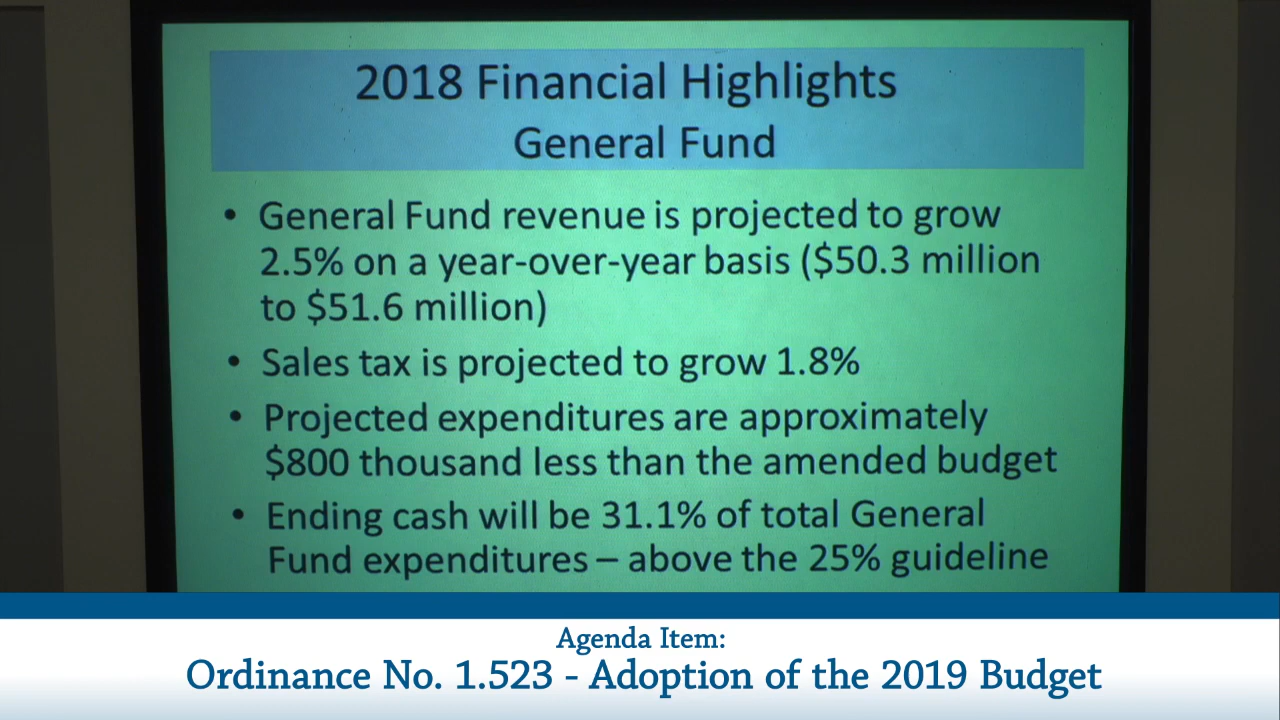 2018 Financial Highlights
General Fund
• General Fund revenue is projected to grow
2.5% on a year-over-year basis ($50.3 million
to $51.6 million)
• Sales tax is projected to grow 1.8%
• Projected expenditures are approximately
$800 thousand less than the amended budget
• Ending cash will be 31.1% of total General
Fund expenditures – above the 25% guideline
Agenda Item:
Ordinance No. 1.523 - Adoption of the 2019 Budget